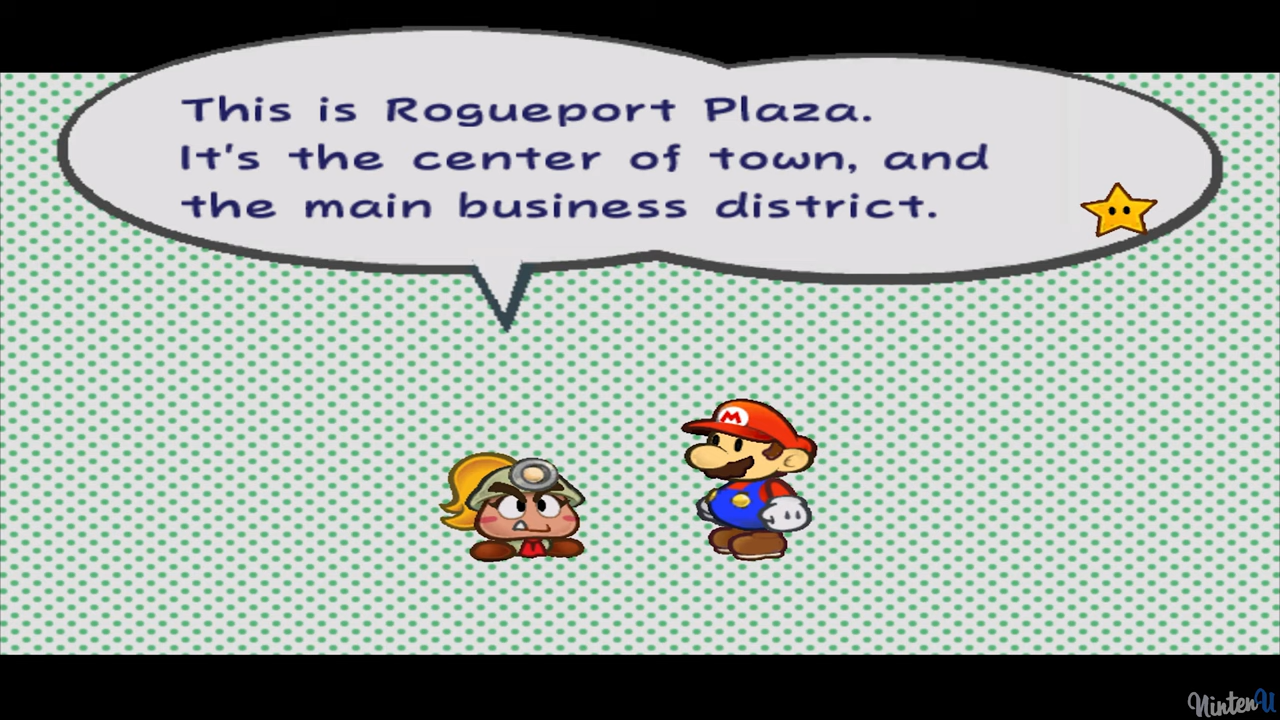 This is Rogueport Plaza.
It's the center of town, and
the main business district.
M
NintenU